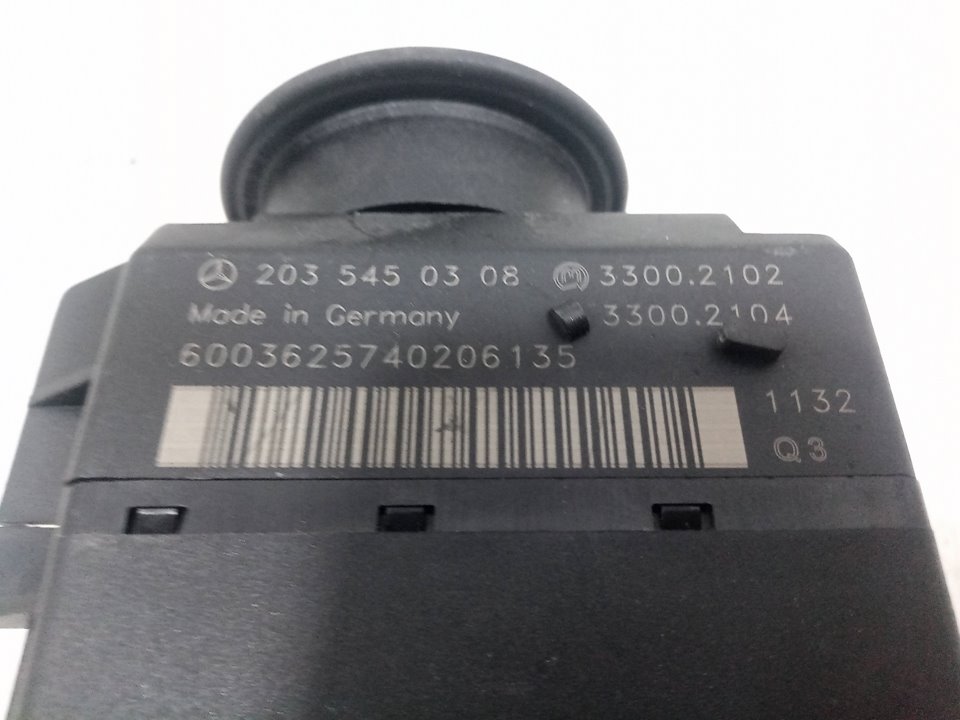 203 545 03 08 M 3300.2102
Made in Germany 3300.2104
6003625740206135
1132
Q3